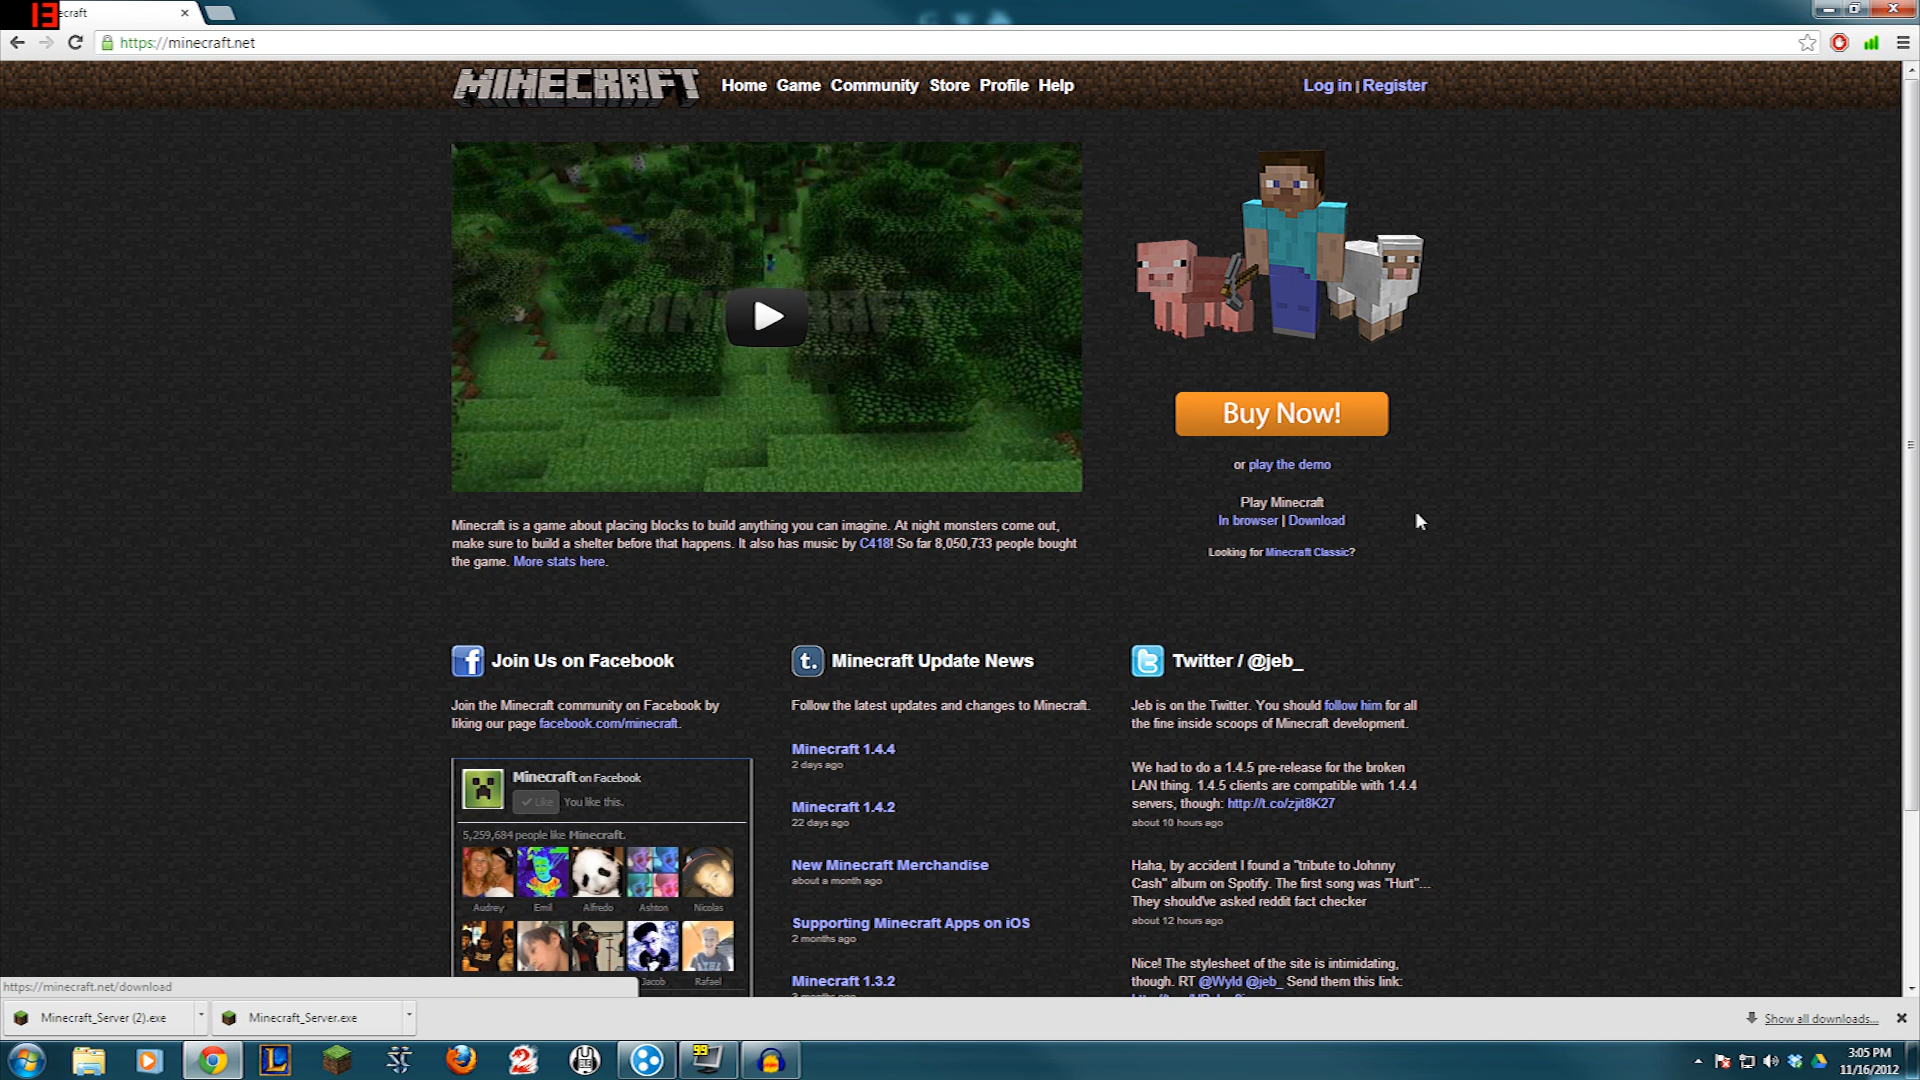 13
ecraft
https://minecraft.net
MINECRAFT
Home Game Community Store Profile Help
Log in | Register
MINECRAFT
Buy Now!
or play the demo
Play Minecraft
In browser | Download
Looking for Minecraft Classic?
Minecraft is a game about placing blocks to build anything you can imagine. At night monsters come out,
make sure to build a shelter before that happens. It also has music by C418! So far 8,050,733 people bought
the game. More stats here.
Join Us on Facebook
Join the Minecraft community on Facebook by
liking our page facebook.com/minecraft.
Minecraft on Facebook
Like You like this.
5,259,684 people like Minecraft.
Audrey Emil Alfredo Ashton Nicolas
Jacob Rafael
Minecraft Update News
Follow the latest updates and changes to Minecraft.
Minecraft 1.4.4
2 days ago
Minecraft 1.4.2
22 days ago
New Minecraft Merchandise
about a month ago
Supporting Minecraft Apps on iOS
2 months ago
Minecraft 1.3.2
Twitter / @jeb_
Jeb is on the Twitter. You should follow him for all
the fine inside scoops of Minecraft development.
We had to do a 1.4.5 pre-release for the broken
LAN thing. 1.4.5 clients are compatible with 1.4.4
servers, though: http://t.co/zjit8K27
about 10 hours ago
Haha, by accident I found a "tribute to Johnny
Cash" album on Spotify. The first song was "Hurt"...
They should've asked reddit fact checker
about 12 hours ago
Nice! The stylesheet of the site is intimidating,
though. RT @Wyld @jeb_ Send them this link:
https://minecraft.net/download
Minecraft_Server (2).exe
Minecraft_Server.exe
Show all downloads...
99
3:05 PM
11/16/2012